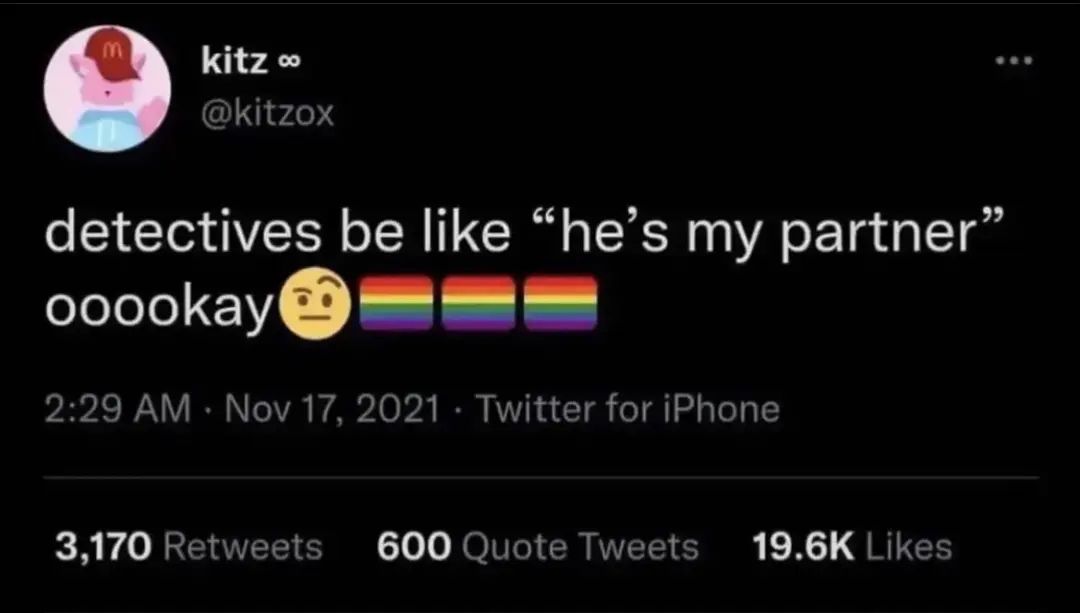 kitz ∞
@kitzox
detectives be like “he’s my partner”
ooookay🤨🏳️‍🌈🏳️‍🌈🏳️‍🌈
2:29 AM · Nov 17, 2021 · Twitter for iPhone
3,170 Retweets 600 Quote Tweets 19.6K Likes